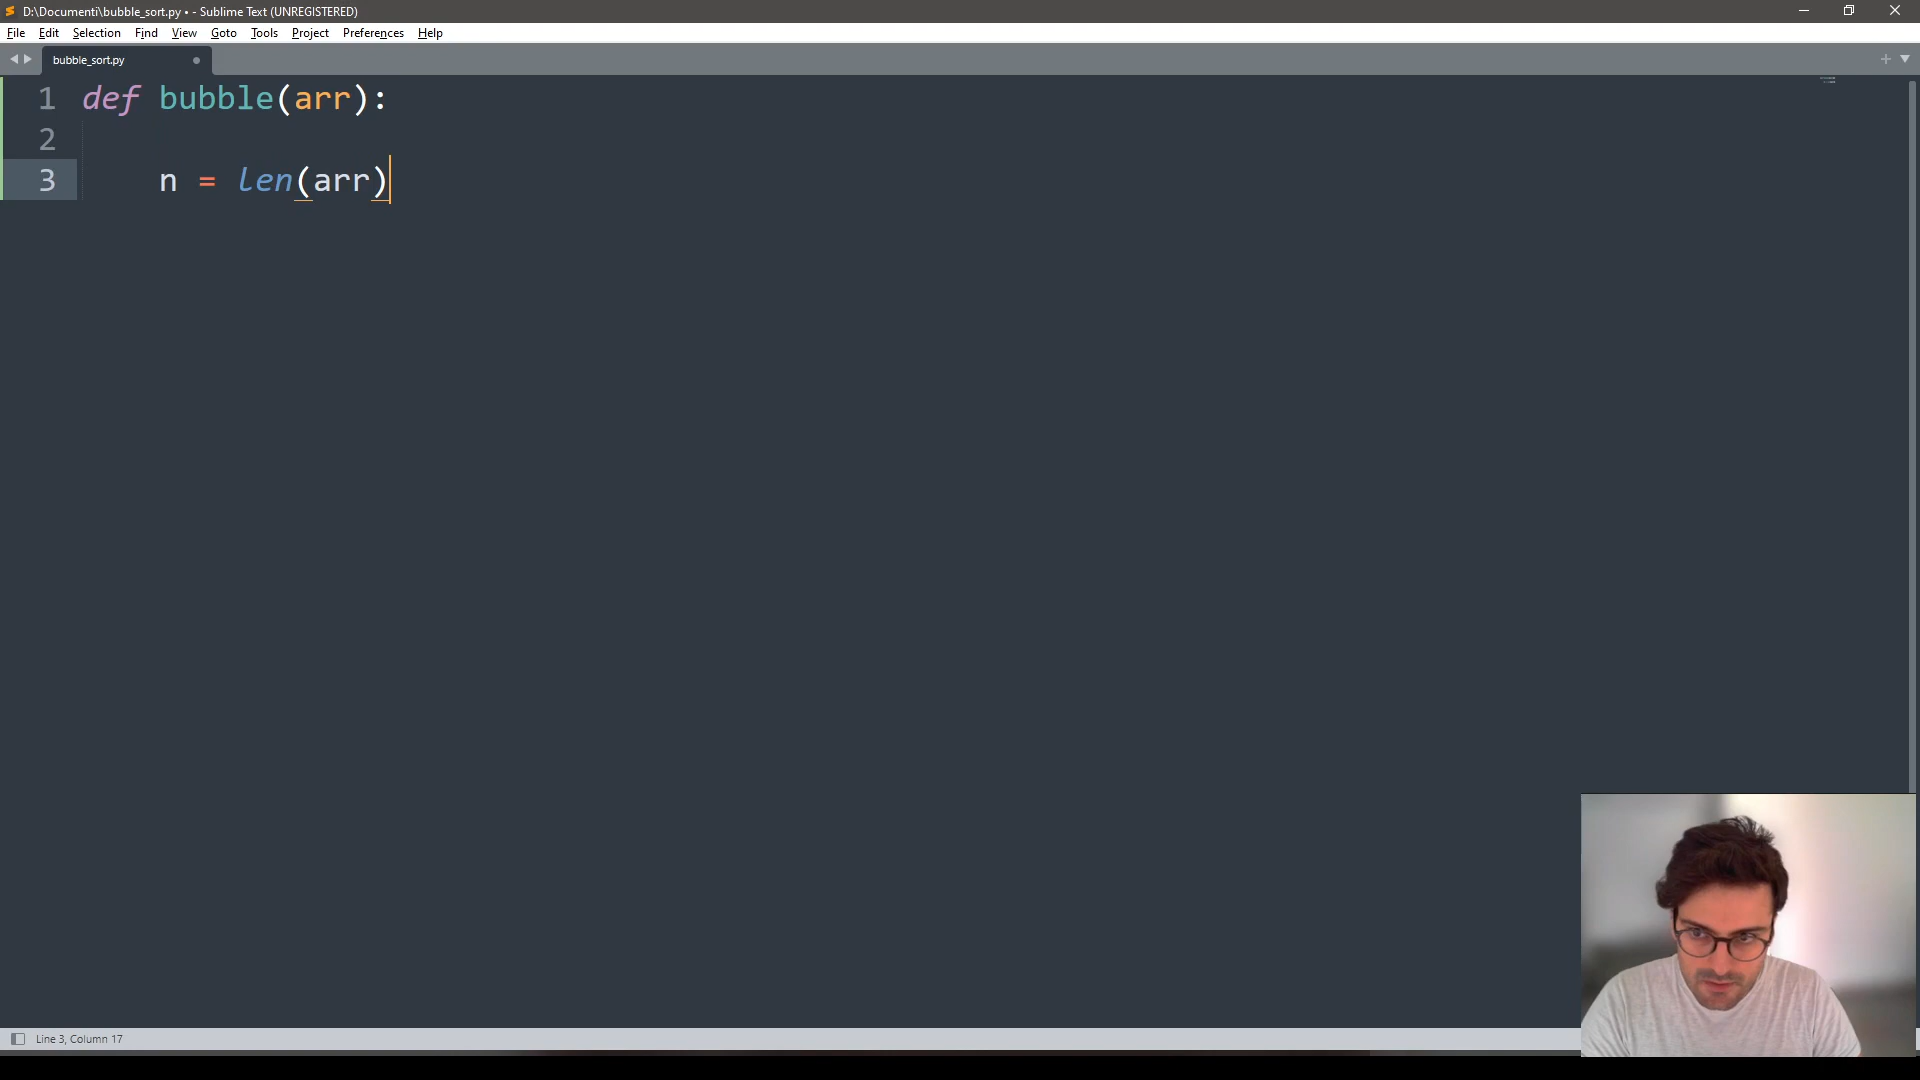 D:\Documenti\bubble_sort.py • - Sublime Text (UNREGISTERED)
File Edit Selection Find View Goto Tools Project Preferences Help
bubble_sort.py
1 def bubble(arr):
2
3 n = len(arr)
Line 3, Column 17